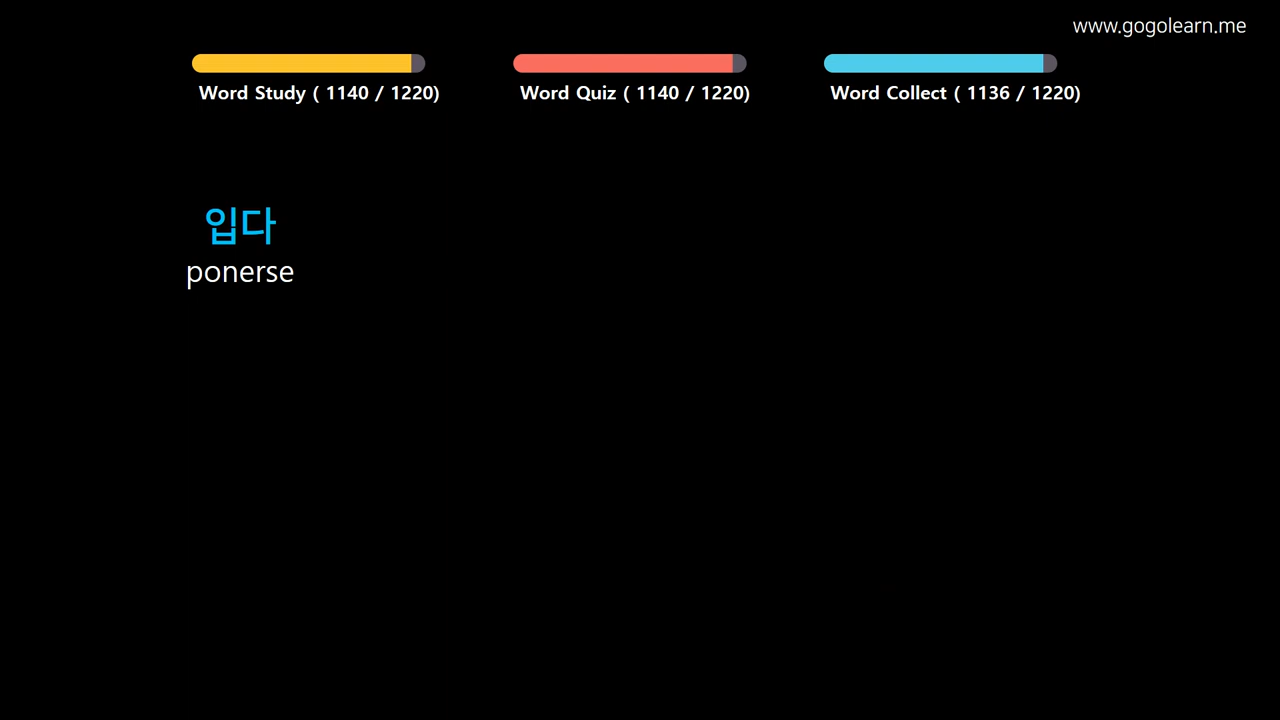 www.gogolearn.me
Word Study ( 1140 / 1220)
Word Quiz ( 1140 / 1220)
Word Collect ( 1136 / 1220)
입다
ponerse